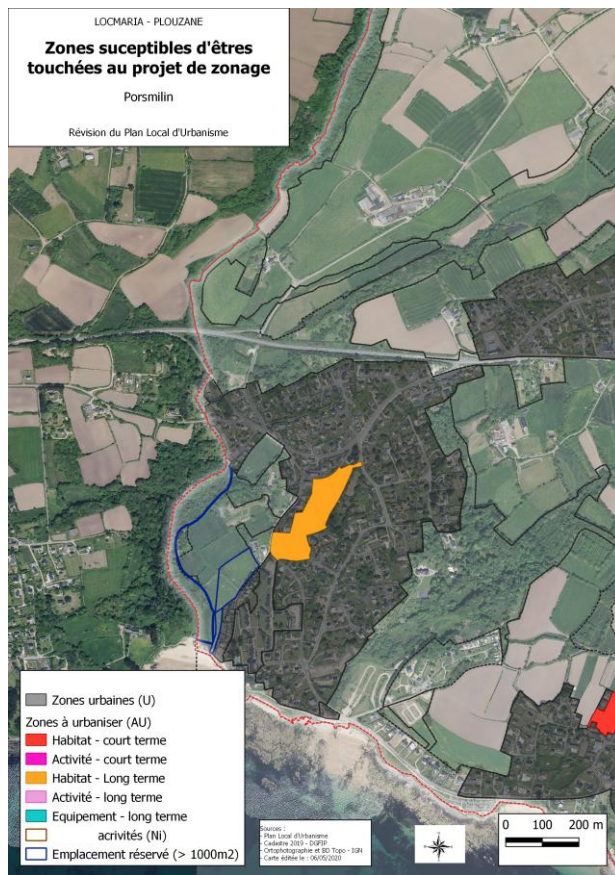 LOCMARIA - PLOUZANE
Zones suceptibles d'êtres
touchées au projet de zonage
Porsmilin
Révision du Plan Local d'Urbanisme
Zones urbaines (U)
Zones à urbaniser (AU)
Habitat - court terme
Activité - court terme
Habitat - Long terme
Activité - long terme
Equipement - long terme
acrivités (Ni)
Emplacement réservé (> 1000m2)
Sources :
- Plan Local d'Urbanisme
- Cadastre 2019 - DGFIP
- Ortophotographie et BD Topo - IGN
- Carte éditée le : 06/05/2020
0 100 200 m